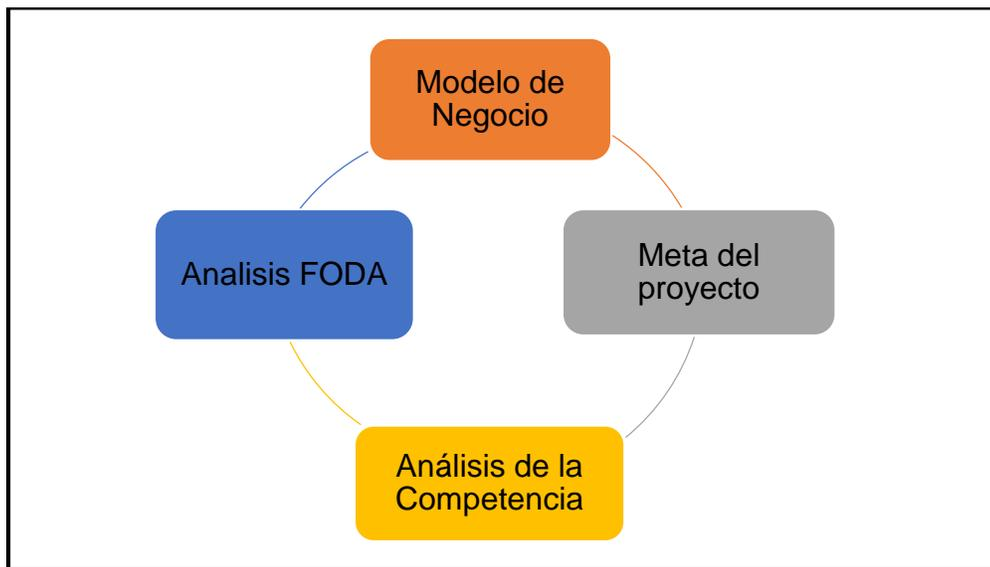 Modelo de
Negocio
Meta del
proyecto
Análisis de la
Competencia
Analisis FODA